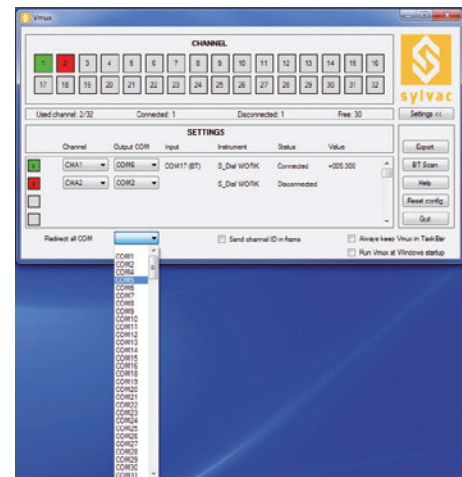 Vmux
CHANNEL
1 2 3 4 5 6 7 8 9 10 11 12 13 14 15 16
17 18 19 20 21 22 23 24 25 26 27 28 29 30 31 32
sylvac
Used channel: 2/32 Connected: 1 Disconnected: 1 Free: 30 Settings <<
SETTINGS
Channel Output COM Input Instrument Status Value Export
1 CHA1 COM6 COM17 (BT) S_Dial WORK Connected +005.300 BT Scan
2 CHA2 COM2 S_Dial WORK Disconnected Help
Reset config
Quit
Redirect all COM Send channel ID in frame Always keep Vmux in TaskBar
Run Vmux at Windows startup
COM1
COM2
COM4
COM5
COM6
COM7
COM8
COM9
COM10
COM11
COM12
COM13
COM14
COM15
COM16
COM18
COM19
COM20
COM21
COM22
COM23
COM24
COM25
COM26
COM27
COM28
COM29
COM30
COM31